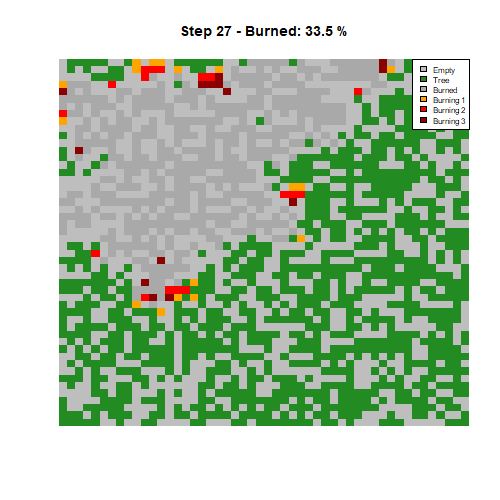 Step 27 - Burned: 33.5 %
Empty
Tree
Burned
Burning 1
Burning 2
Burning 3